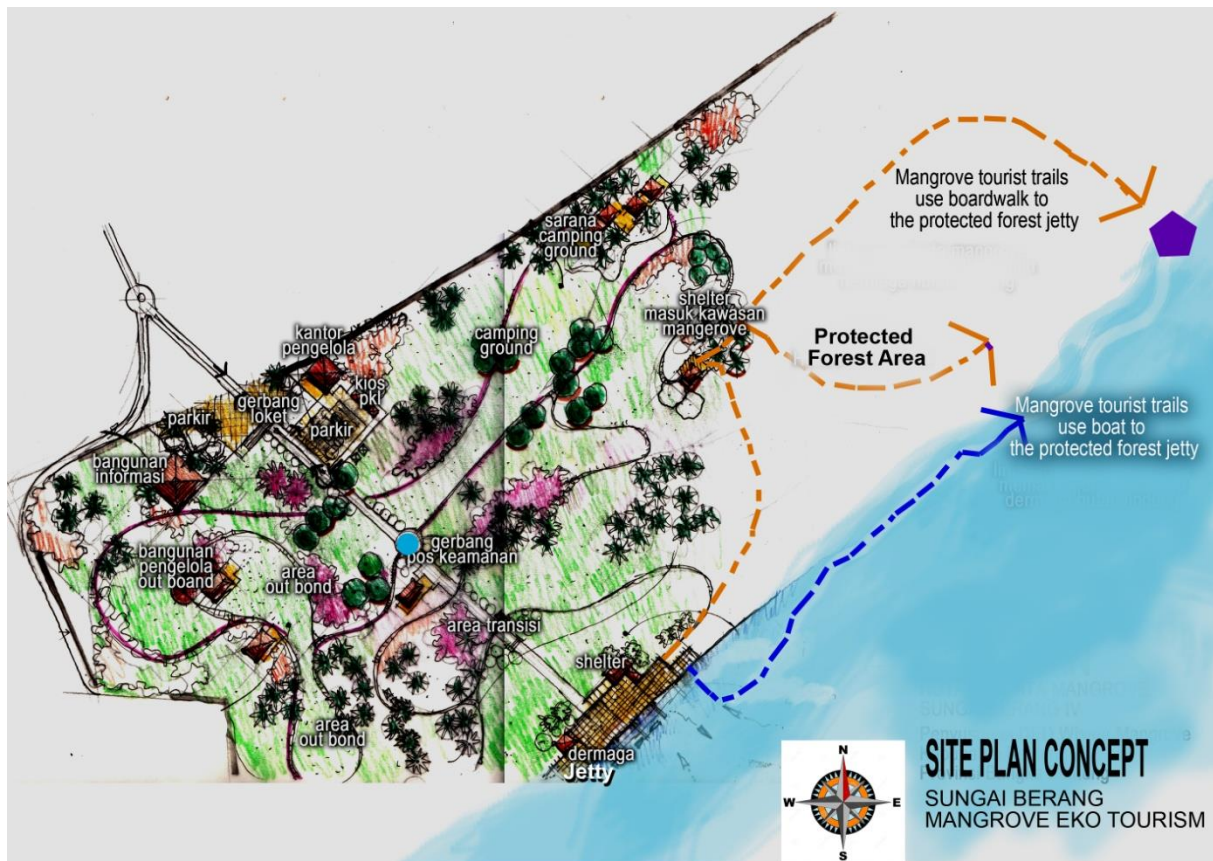 Mangrove tourist trails
use boardwalk to
the protected forest jetty
sarana
camping
ground
shelter
masuk kawasan
mangerove
kantor
pengelola
camping
ground
Protected
Forest Area
kios
pkl
gerbang
loket
parkir
parkir
Mangrove tourist trails
use boat to
the protected forest jetty
bangunan
informasi
gerbang
pos keamanan
bangunan
pengelola
out boand
area
out bond
area transisi
shelter
area
out bond
dermaga
Jetty
N
W
E
S
SITE PLAN CONCEPT
SUNGAI BERANG
MANGROVE EKO TOURISM